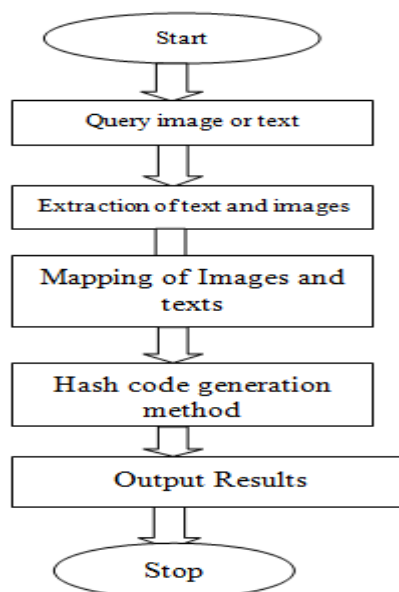 Start
Query image or text
Extraction of text and images
Mapping of Images and
texts
Hash code generation
method
Output Results
Stop